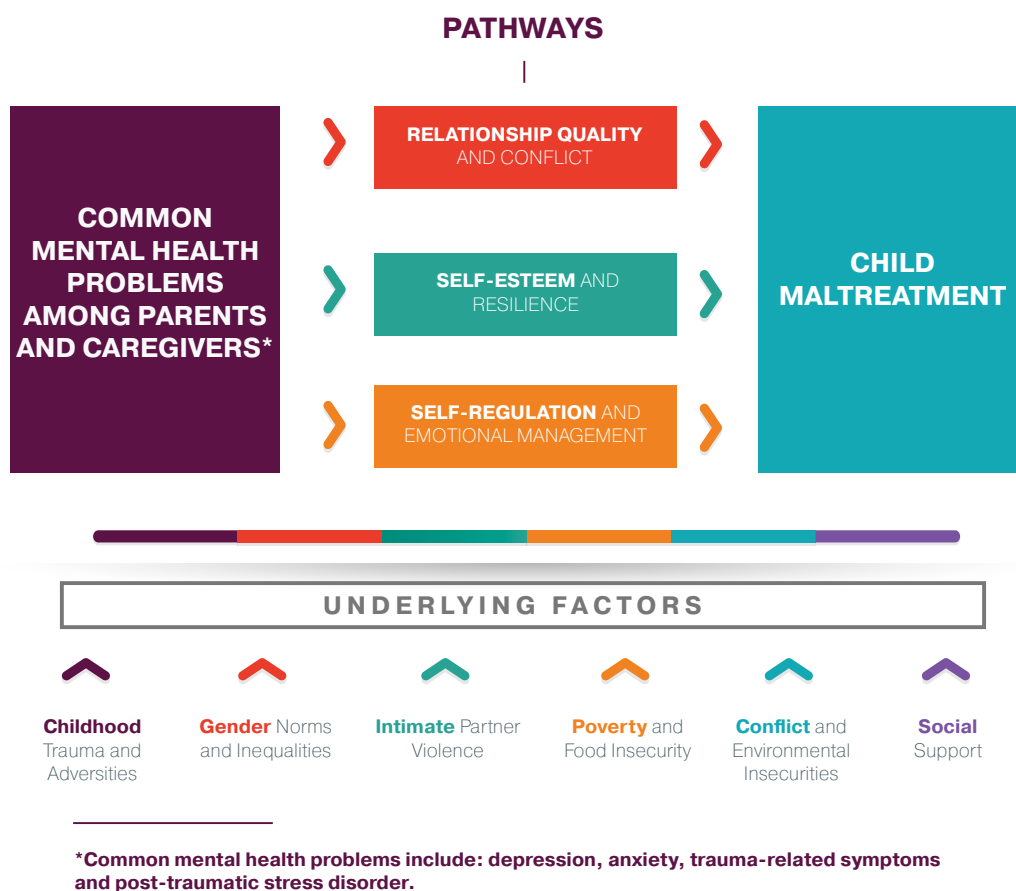 PATHWAYS
COMMON
MENTAL HEALTH
PROBLEMS
AMONG PARENTS
AND CAREGIVERS*
RELATIONSHIP QUALITY
AND CONFLICT
SELF-ESTEEM AND
RESILIENCE
SELF-REGULATION AND
EMOTIONAL MANAGEMENT
CHILD
MALTREATMENT
UNDERLYING FACTORS
Childhood
Trauma and
Adversities
Gender Norms
and Inequalities
Intimate Partner
Violence
Poverty and
Food Insecurity
Conflict and
Environmental
Insecurities
Social
Support
*Common mental health problems include: depression, anxiety, trauma-related symptoms
and post-traumatic stress disorder.